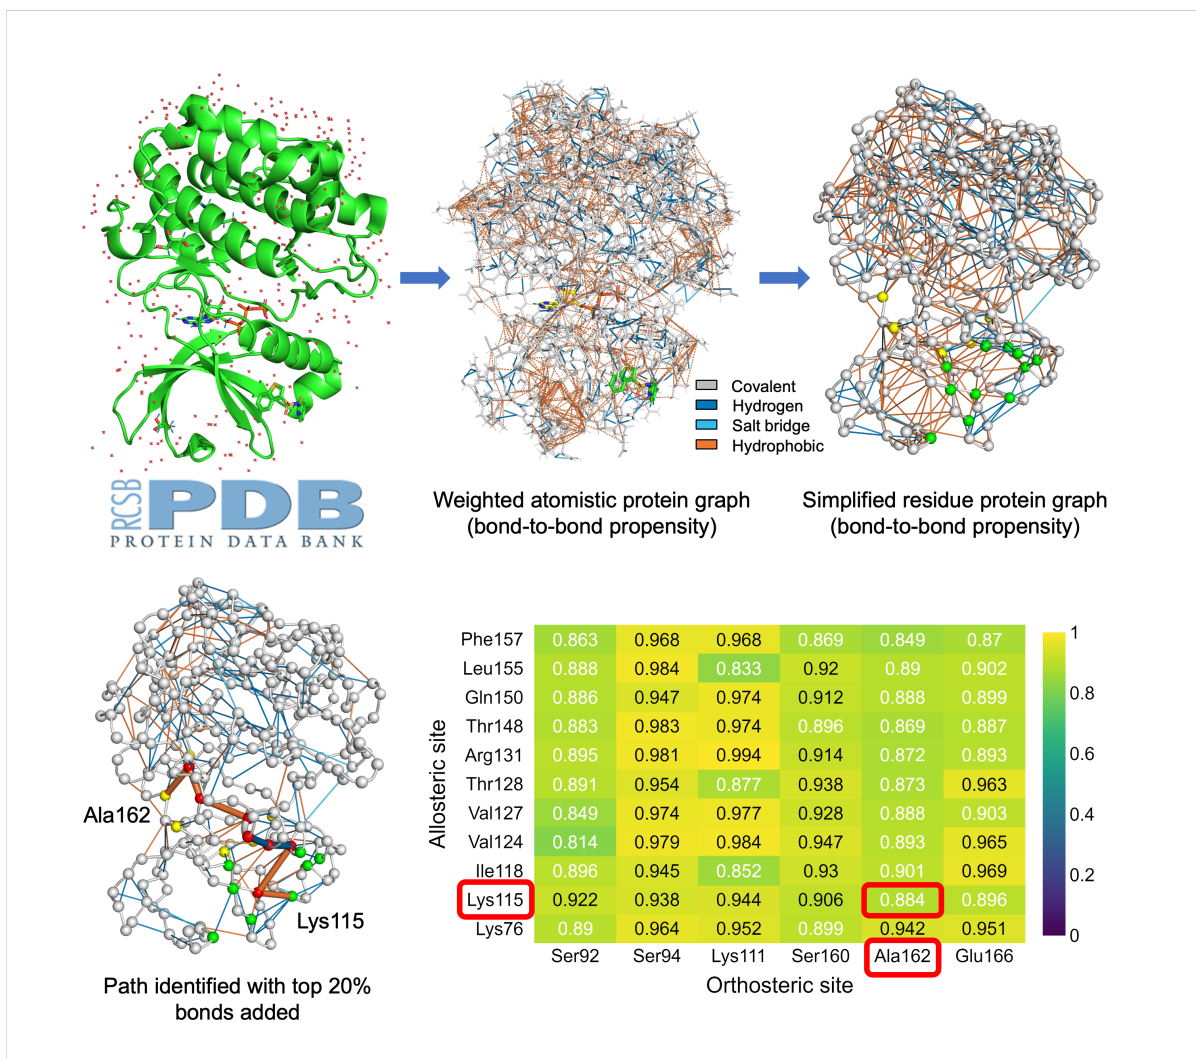 RCSB
PDB
PROTEIN DATA BANK
Covalent
Hydrogen
Salt bridge
Hydrophobic
Weighted atomistic protein graph
(bond-to-bond propensity)
Simplified residue protein graph
(bond-to-bond propensity)
Ala162
Lys115
Path identified with top 20%
bonds added
Allosteric site
Phe157 0.863 0.968 0.968 0.869 0.849 0.87
Leu155 0.888 0.984 0.833 0.92 0.89 0.902
Gln150 0.886 0.947 0.974 0.912 0.888 0.899
Thr148 0.883 0.983 0.974 0.896 0.869 0.887
Arg131 0.895 0.981 0.994 0.914 0.872 0.893
Thr128 0.891 0.954 0.877 0.938 0.873 0.963
Val127 0.849 0.974 0.977 0.928 0.888 0.903
Val124 0.814 0.979 0.984 0.947 0.893 0.965
Ile118 0.896 0.945 0.852 0.93 0.901 0.969
Lys115 0.922 0.938 0.944 0.906 0.884 0.896
Lys76 0.89 0.964 0.952 0.899 0.942 0.951
Ser92 Ser94 Lys111 Ser160 Ala162 Glu166
Orthosteric site
1
0.8
0.6
0.4
0.2
0